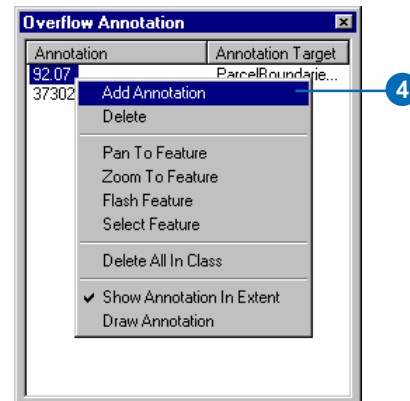 Overflow Annotation
Annotation Annotation Target
92.07 ParcelBoundarie...
37302
Add Annotation 4
Delete
Pan To Feature
Zoom To Feature
Flash Feature
Select Feature
Delete All In Class
Show Annotation In Extent
Draw Annotation